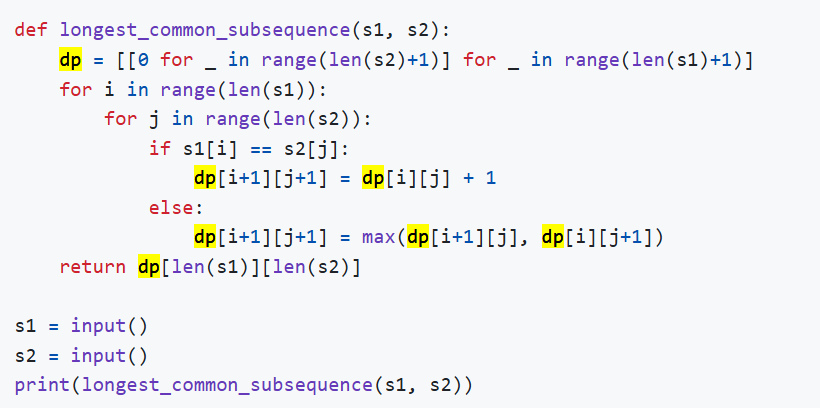 def longest_common_subsequence(s1, s2):
    dp = [[0 for _ in range(len(s2)+1)] for _ in range(len(s1)+1)]
    for i in range(len(s1)):
        for j in range(len(s2)):
            if s1[i] == s2[j]:
                dp[i+1][j+1] = dp[i][j] + 1
            else:
                dp[i+1][j+1] = max(dp[i+1][j], dp[i][j+1])
    return dp[len(s1)][len(s2)]

s1 = input()
s2 = input()
print(longest_common_subsequence(s1, s2))